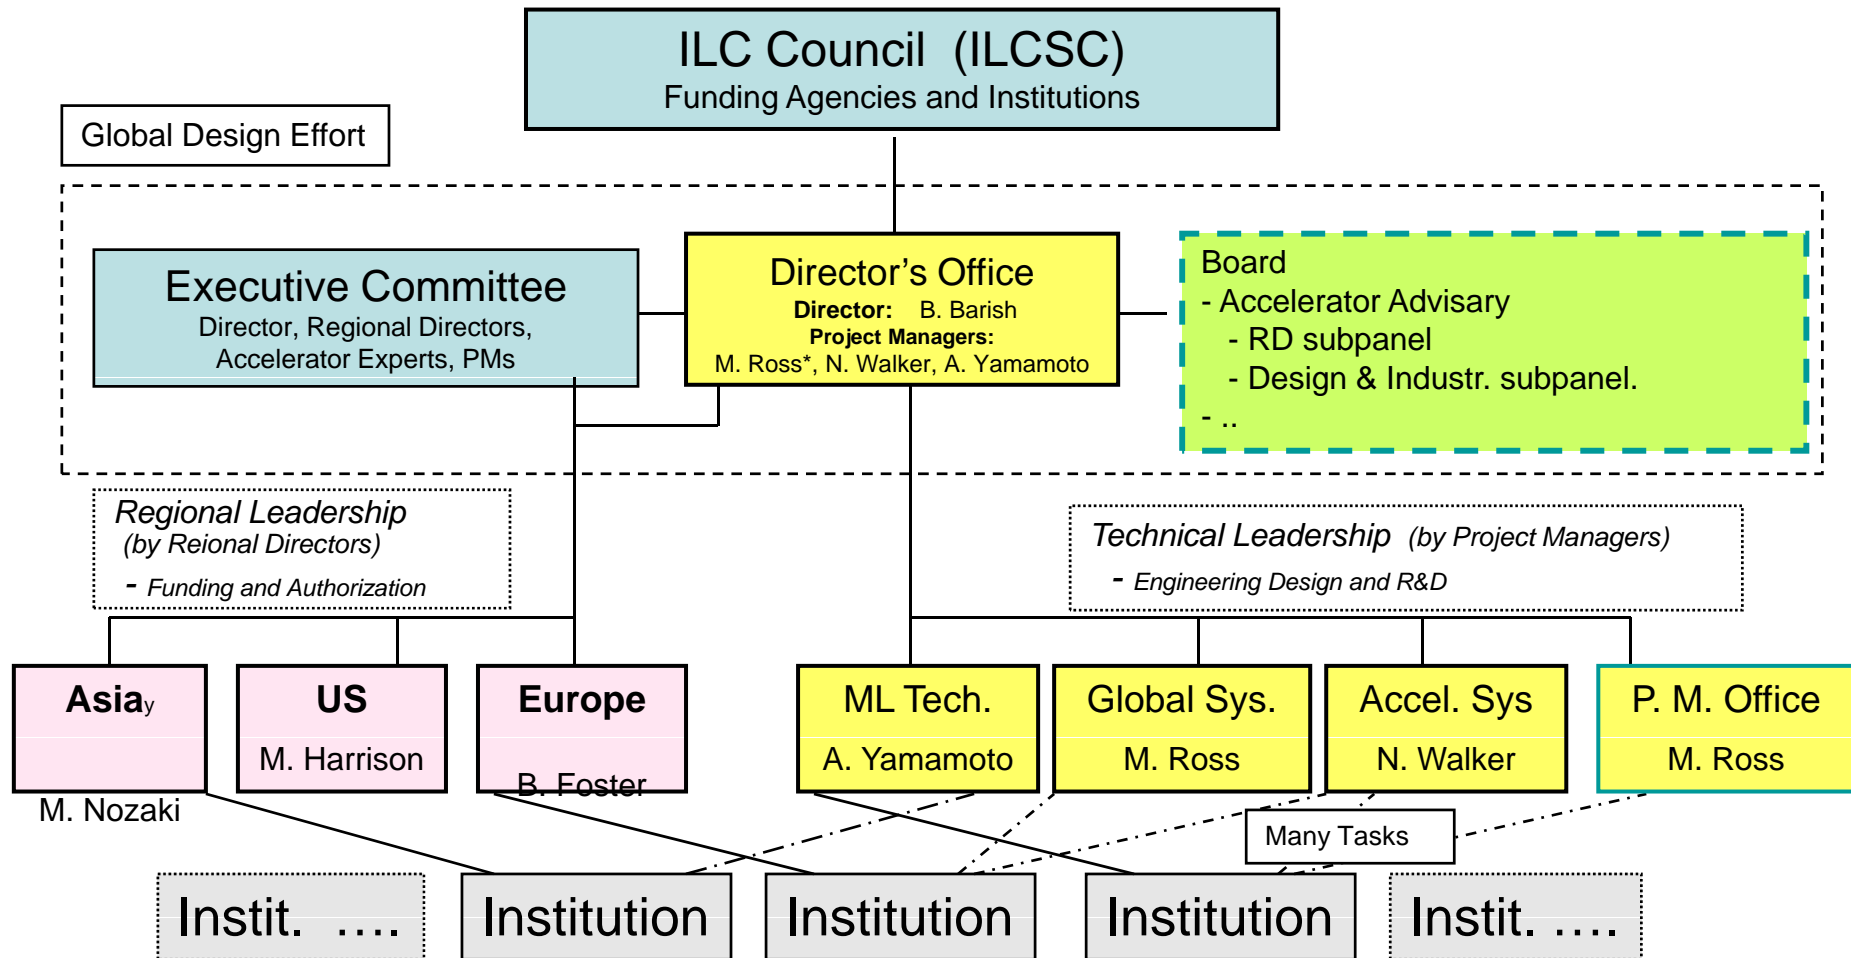 ILC Council (ILCSC)
Funding Agencies and Institutions
Global Design Effort
Executive Committee
Director, Regional Directors,
Accelerator Experts, PMs
Director’s Office
Director: B. Barish
Project Managers:
M. Ross*, N. Walker, A. Yamamoto
Board
- Accelerator Advisary
- RD subpanel
- Design & Industr. subpanel.
- ..
Regional Leadership
(by Reional Directors)
- Funding and Authorization
Technical Leadership (by Project Managers)
- Engineering Design and R&D
Asiay
M. Nozaki
US
M. Harrison
Europe
B. Foster
ML Tech.
A. Yamamoto
Global Sys.
M. Ross
Accel. Sys
N. Walker
P. M. Office
M. Ross
Many Tasks
Instit. ….
Institution
Institution
Institution
Instit. ….